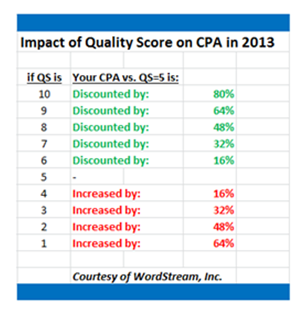 Impact of Quality Score on CPA in 2013
if QS is Your CPA vs. QS=5 is:
10 Discounted by: 80%
9 Discounted by: 64%
8 Discounted by: 48%
7 Discounted by: 32%
6 Discounted by: 16%
5 -
4 Increased by: 16%
3 Increased by: 32%
2 Increased by: 48%
1 Increased by: 64%
Courtesy of WordStream, Inc.